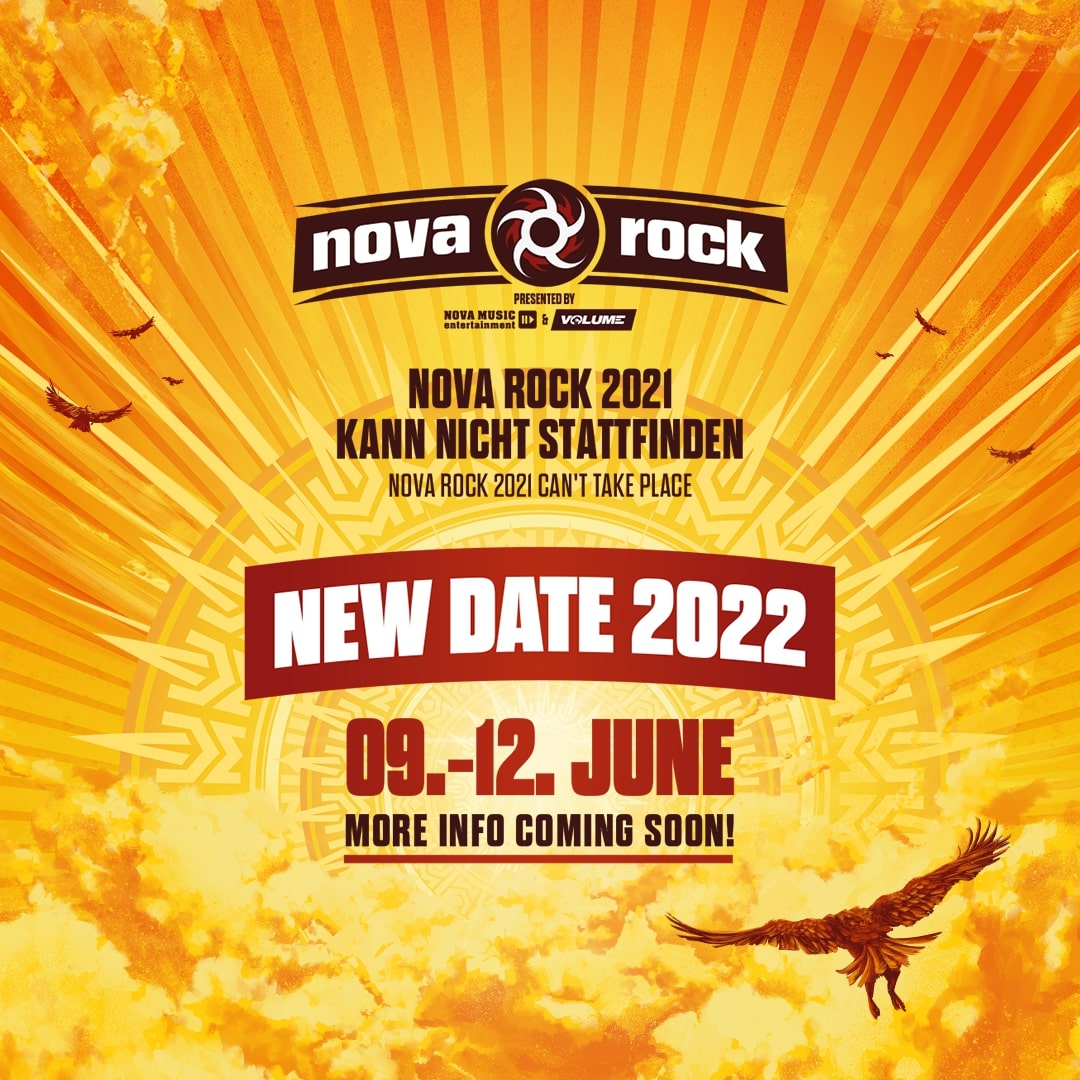 nova rock
PRESENTED BY
NOVA MUSIC entertainment & VOLUME
NOVA ROCK 2021
KANN NICHT STATTFINDEN
NOVA ROCK 2021 CAN'T TAKE PLACE
NEW DATE 2022
09.-12. JUNE
MORE INFO COMING SOON!